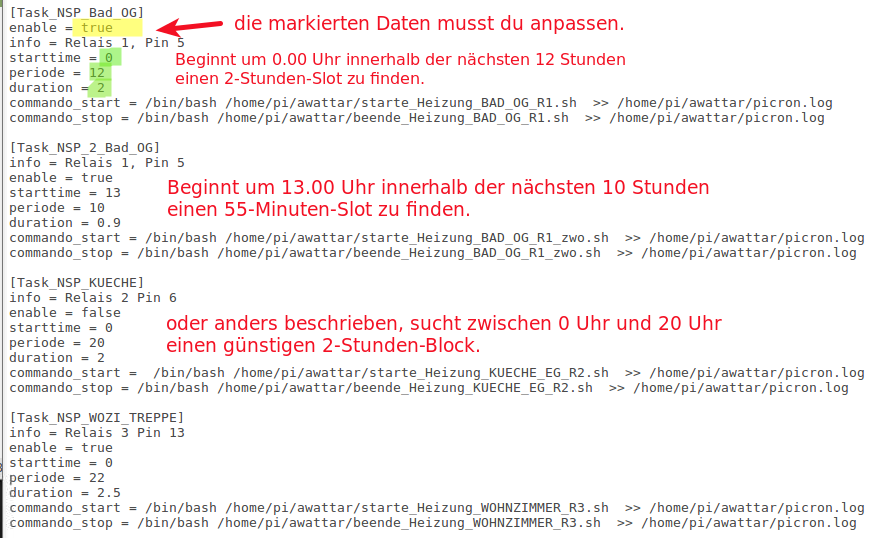 [Task_NSP_Bad_OG]
enable = true
die markierten Daten musst du anpassen.
info = Relais 1, Pin 5
starttime = 0
Beginnt um 0.00 Uhr innerhalb der nächsten 12 Stunden
periode = 12
einen 2-Stunden-Slot zu finden.
duration = 2
commando_start = /bin/bash /home/pi/awattar/starte_Heizung_BAD_OG_R1.sh  >> /home/pi/awattar/picron.log
commando_stop = /bin/bash /home/pi/awattar/beende_Heizung_BAD_OG_R1.sh  >> /home/pi/awattar/picron.log
[Task_NSP_2_Bad_OG]
info = Relais 1, Pin 5
enable = true
starttime = 13
Beginnt um 13.00 Uhr innerhalb der nächsten 10 Stunden
periode = 10
einen 55-Minuten-Slot zu finden.
duration = 0.9
commando_start = /bin/bash /home/pi/awattar/starte_Heizung_BAD_OG_R1_zwo.sh  >> /home/pi/awattar/picron.log
commando_stop = /bin/bash /home/pi/awattar/beende_Heizung_BAD_OG_R1_zwo.sh  >> /home/pi/awattar/picron.log
[Task_NSP_KUECHE]
info = Relais 2 Pin 6
enable = false
starttime = 0
oder anders beschrieben, sucht zwischen 0 Uhr und 20 Uhr
periode = 20
einen günstigen 2-Stunden-Block.
duration = 2
commando_start =  /bin/bash /home/pi/awattar/starte_Heizung_KUECHE_EG_R2.sh  >> /home/pi/awattar/picron.log
commando_stop = /bin/bash /home/pi/awattar/beende_Heizung_KUECHE_EG_R2.sh  >> /home/pi/awattar/picron.log
[Task_NSP_WOZI_TREPPE]
info = Relais 3 Pin 13
enable = true
starttime = 0
periode = 22
duration = 2.5
commando_start = /bin/bash /home/pi/awattar/starte_Heizung_WOHNZIMMER_R3.sh  >> /home/pi/awattar/picron.log
commando_stop = /bin/bash /home/pi/awattar/beende_Heizung_WOHNZIMMER_R3.sh  >> /home/pi/awattar/picron.log